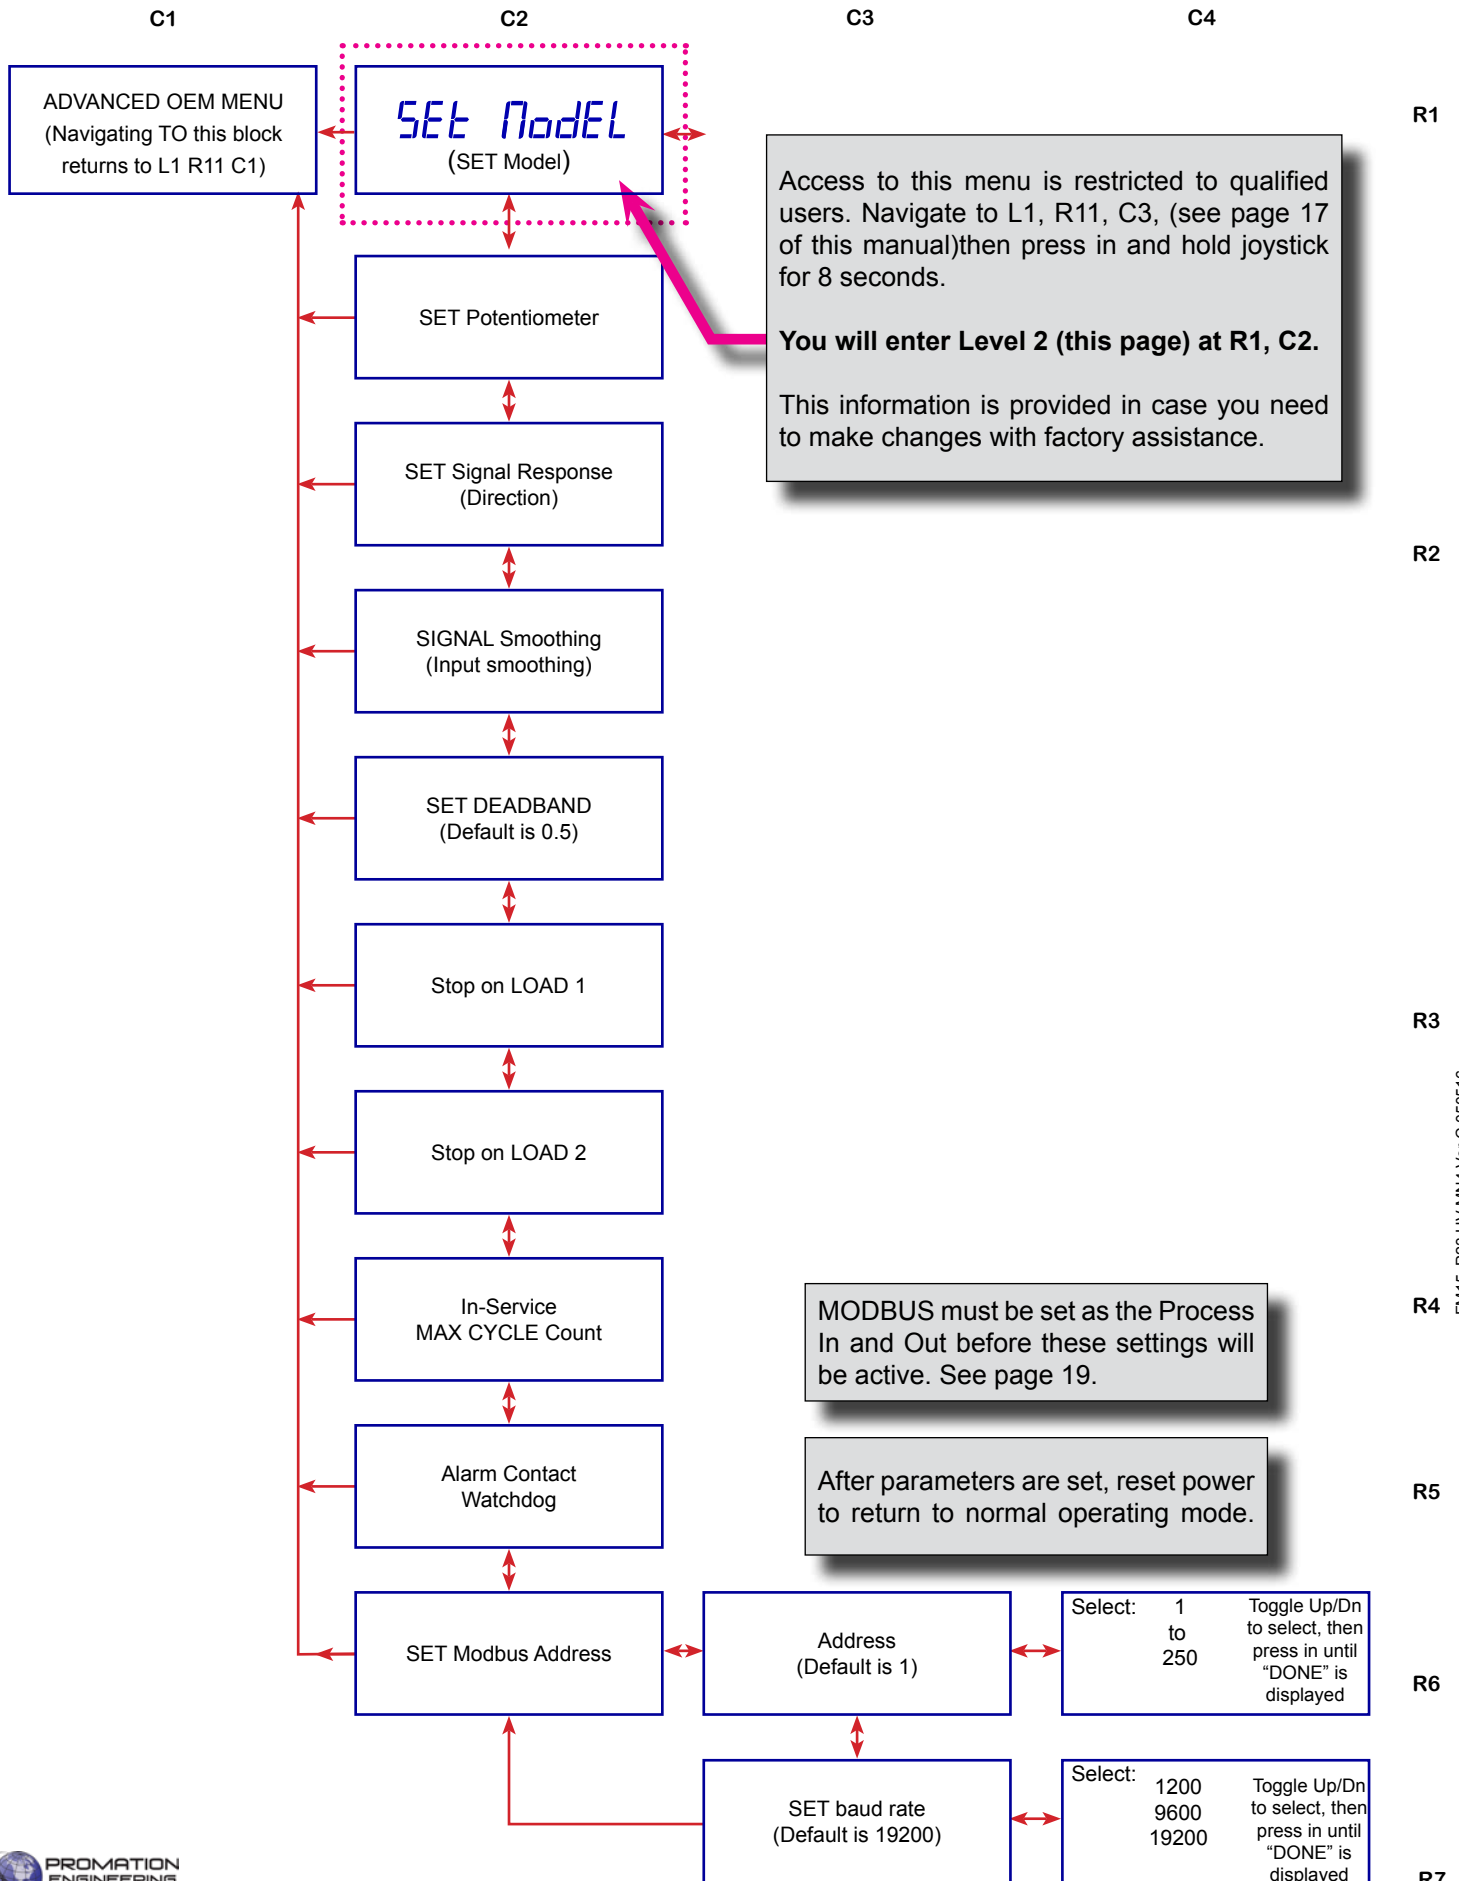 C1 C2 C3 C4
ADVANCED OEM MENU
(Navigating TO this block
returns to L1 R11 C1)
SEt ModEL
(SET Model)
R1
Access to this menu is restricted to qualified
users. Navigate to L1, R11, C3, (see page 17
of this manual)then press in and hold joystick
for 8 seconds.
You will enter Level 2 (this page) at R1, C2.
This information is provided in case you need
to make changes with factory assistance.
SET Potentiometer
SET Signal Response
(Direction)
R2
SIGNAL Smoothing
(Input smoothing)
SET DEADBAND
(Default is 0.5)
Stop on LOAD 1
R3
Stop on LOAD 2
In-Service
MAX CYCLE Count
MODBUS must be set as the Process
In and Out before these settings will
be active. See page 19.
R4
Alarm Contact
Watchdog
After parameters are set, reset power
to return to normal operating mode.
R5
SET Modbus Address
Address
(Default is 1)
Select: 1
to
250
Toggle Up/Dn
to select, then
press in until
“DONE” is
displayed
R6
SET baud rate
(Default is 19200)
Select:
1200
9600
19200
Toggle Up/Dn
to select, then
press in until
“DONE” is
displayed
R7
PROMATION
ENGINEERING